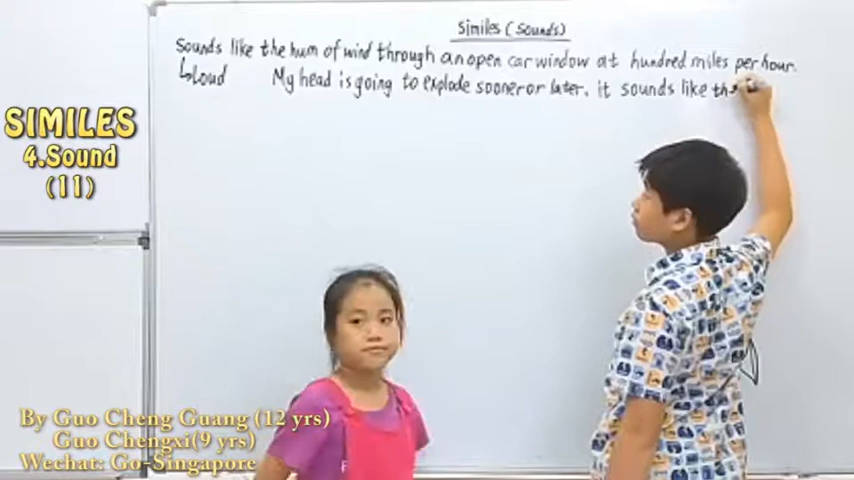 Similes (Sounds)
Sounds like the hum of wind through an open car window at hundred miles per hour.
↳Loud My head is going to explode sooner or later, it sounds like the
SIMILES
4.Sound
(11)
By Guo Cheng Guang (12 yrs)
Guo Chengxi(9 yrs)
Wechat: Go-Singapore